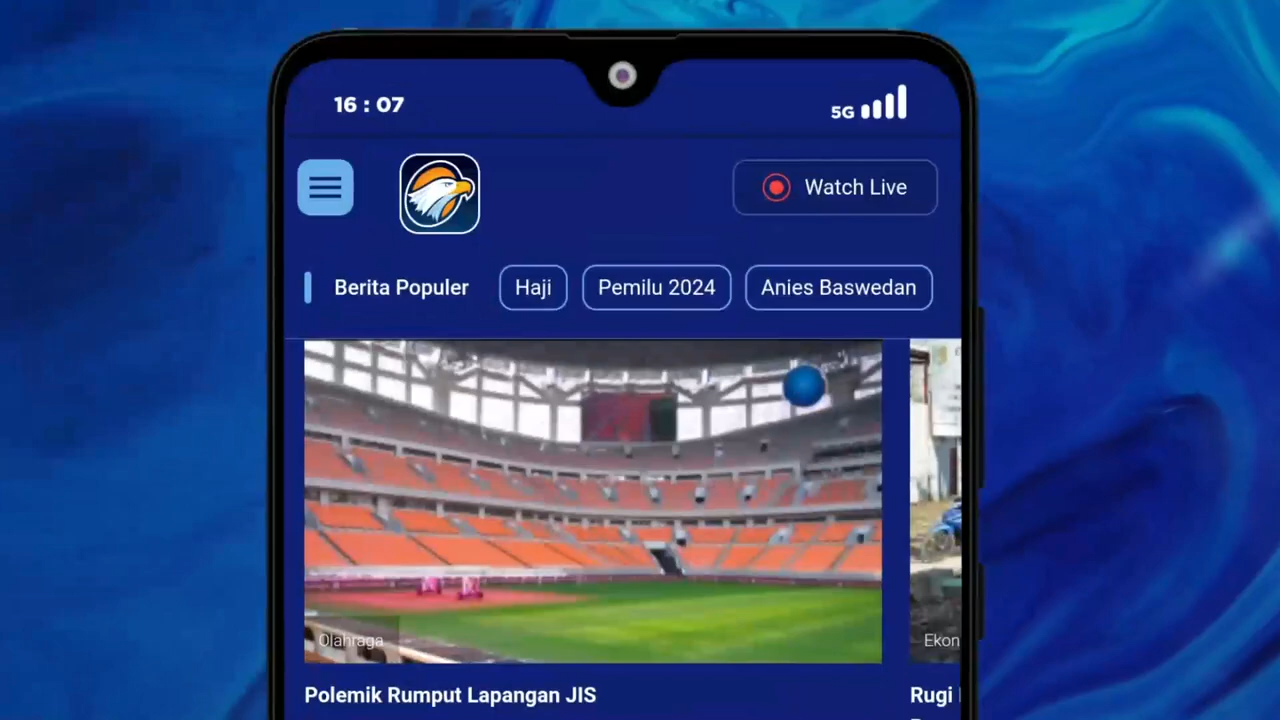 16 : 07
5G
Watch Live
Berita Populer
Haji
Pemilu 2024
Anies Baswedan
Olahraga
Ekon
Polemik Rumput Lapangan JIS
Rugi